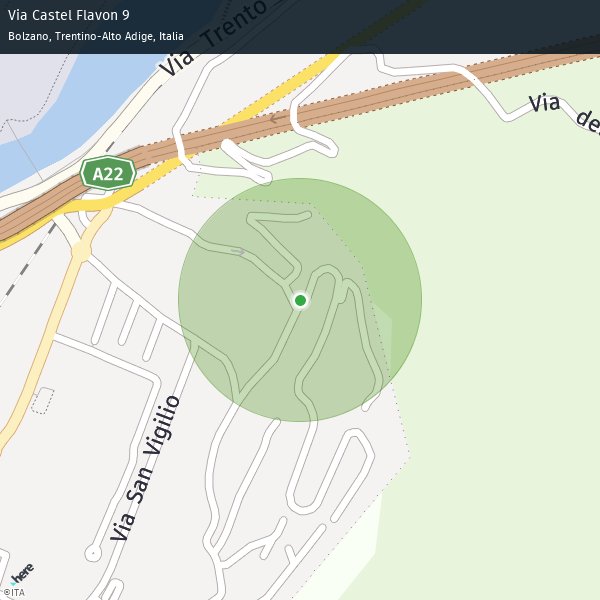 Via Castel Flavon 9
Bolzano, Trentino-Alto Adige, Italia
Via Trento
Via de
A22
Via San Vigilio
here
©ITA